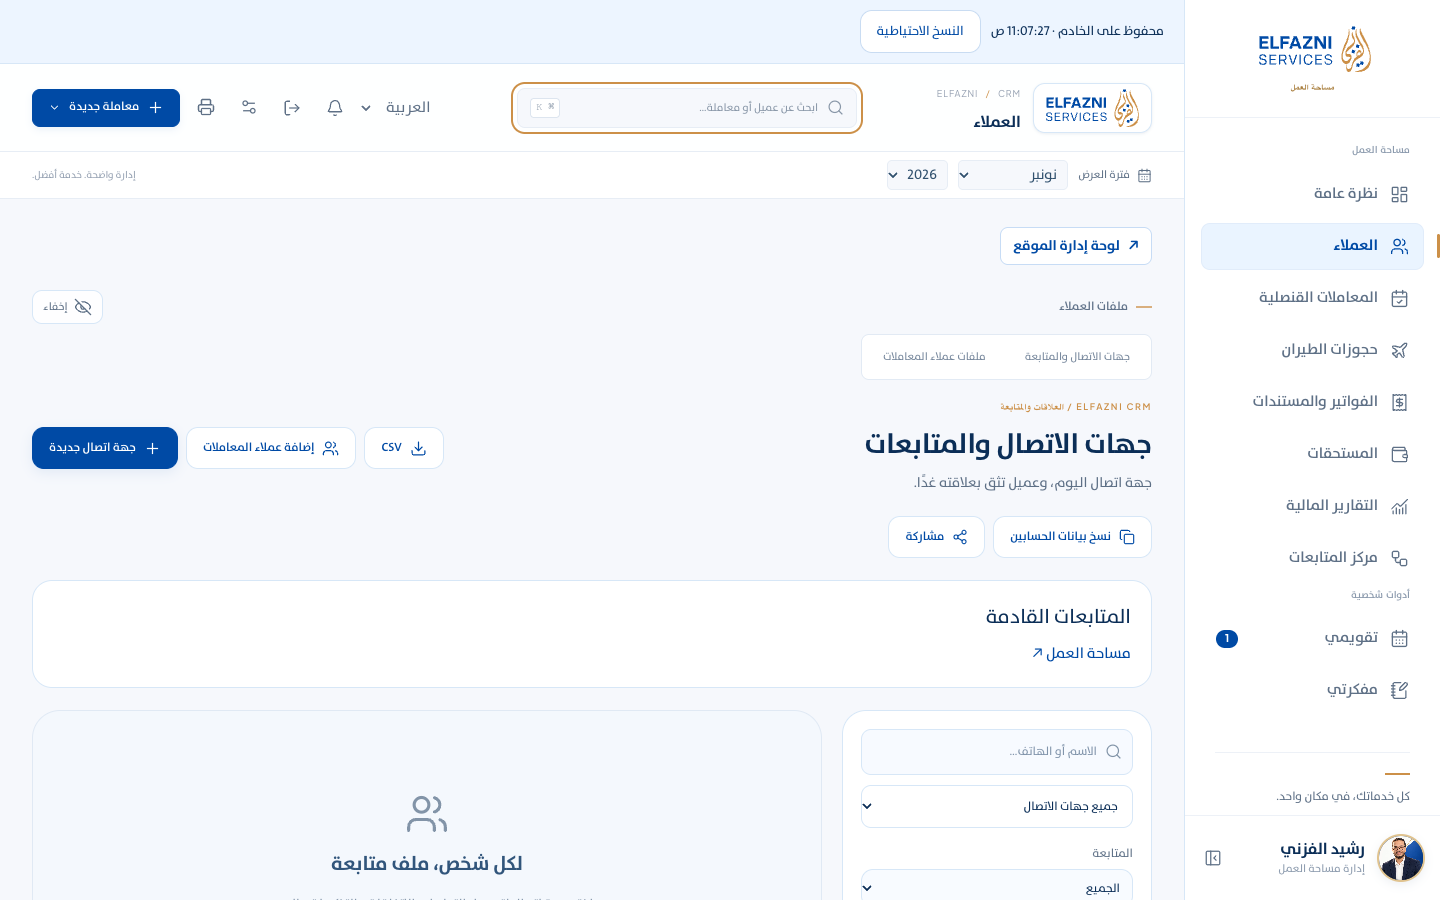 محفوظ على الخادم · 11:07:27 ص
النسخ الاحتياطية
ELFAZNI
SERVICES
مساحة العمل
مساحة العمل
نظرة عامة
العملاء
المعاملات القنصلية
حجوزات الطيران
الفواتير والمستندات
المستحقات
التقارير المالية
مركز المتابعات
أدوات شخصية
تقويمي
1
مفكرتي
كل خدماتك، في مكان واحد.
رشيد الفزني
إدارة مساحة العمل
ELFAZNI
SERVICES
ELFAZNI / CRM
العملاء
ابحث عن عميل أو معاملة...
⌘ K
العربية
معاملة جديدة
فترة العرض
نونبر
2026
إدارة واضحة. خدمة أفضل.
لوحة إدارة الموقع
ملفات العملاء
إخفاء
جهات الاتصال والمتابعة
ملفات عملاء المعاملات
ELFAZNI CRM / العلاقات والمتابعة
جهات الاتصال والمتابعات
جهة اتصال اليوم، وعميل تثق بعلاقته غدًا.
CSV
إضافة عملاء المعاملات
جهة اتصال جديدة
نسخ بيانات الحسابين
مشاركة
المتابعات القادمة
مساحة العمل ↗
الاسم أو الهاتف...
جميع جهات الاتصال
المتابعة
الجميع
لكل شخص، ملف متابعة